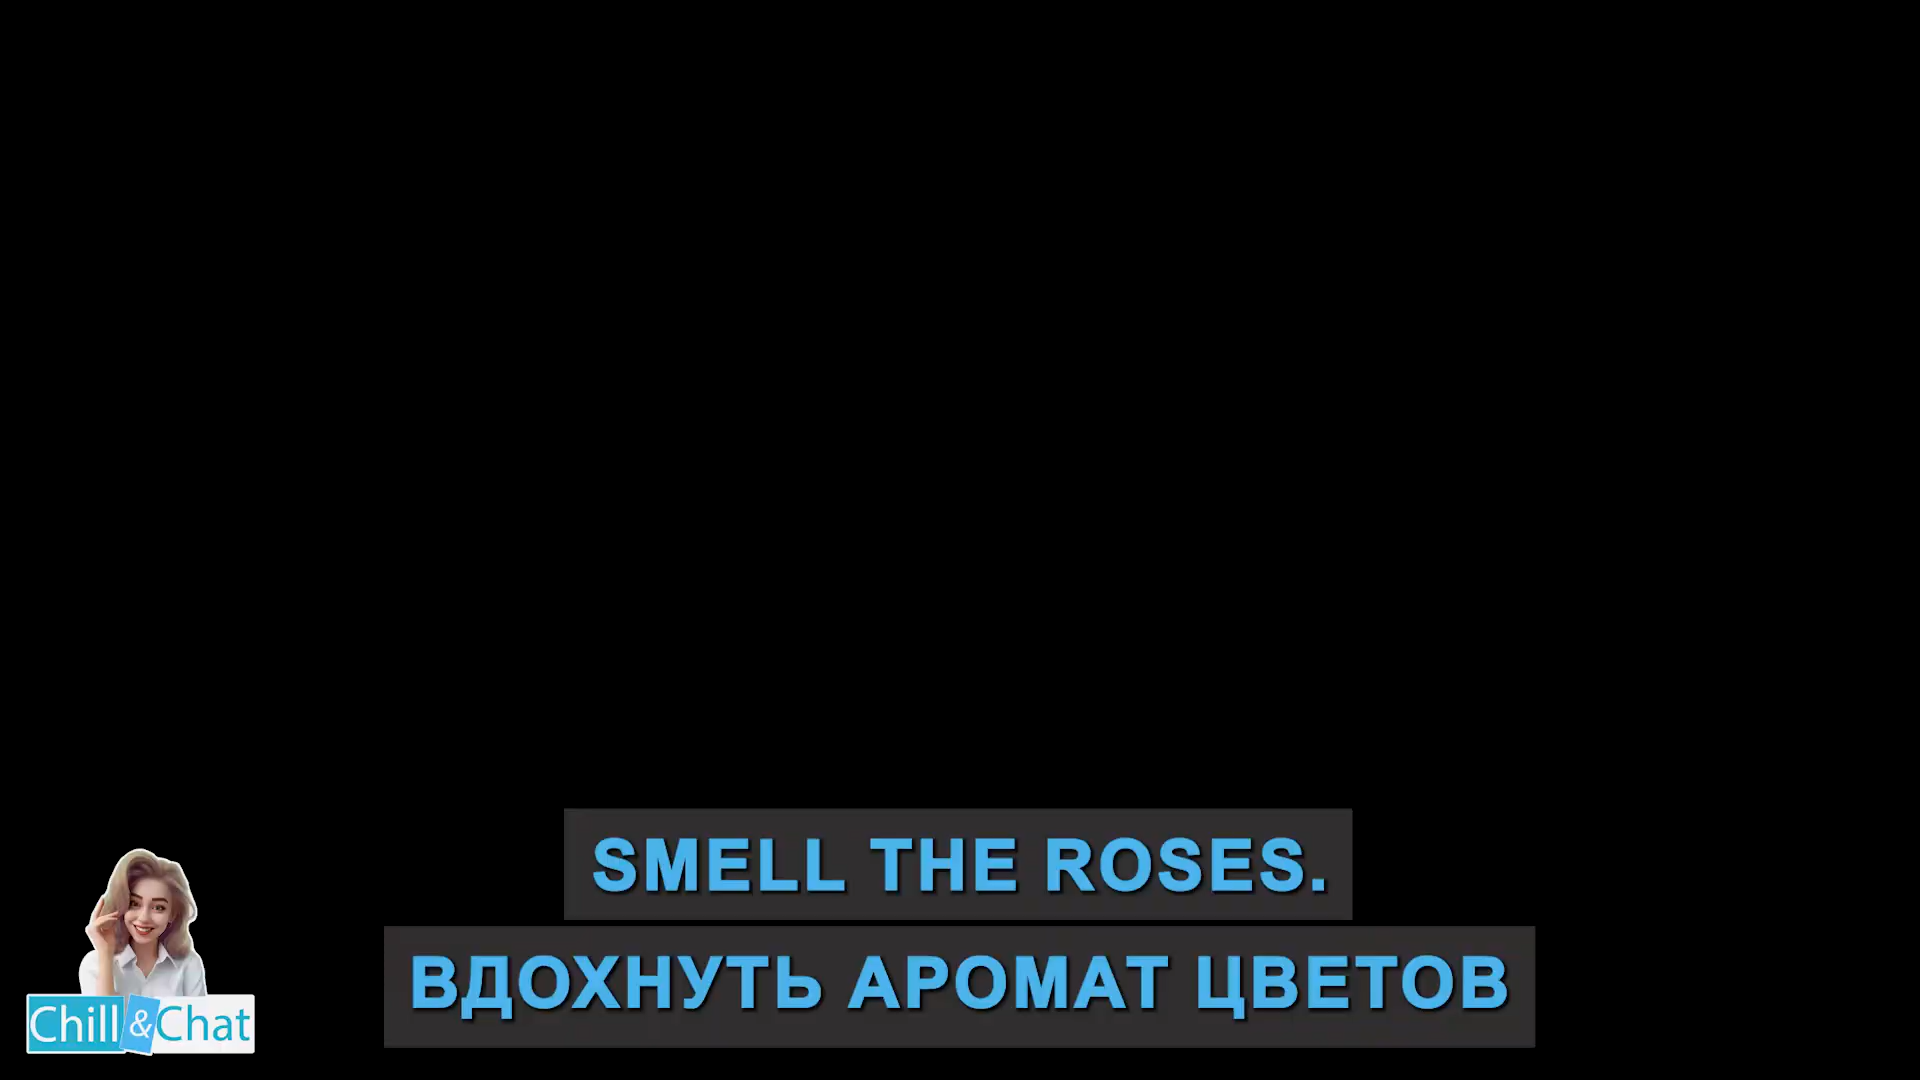 SMELL THE ROSES.
ВДОХНУТЬ АРОМАТ ЦВЕТОВ
Chill & Chat